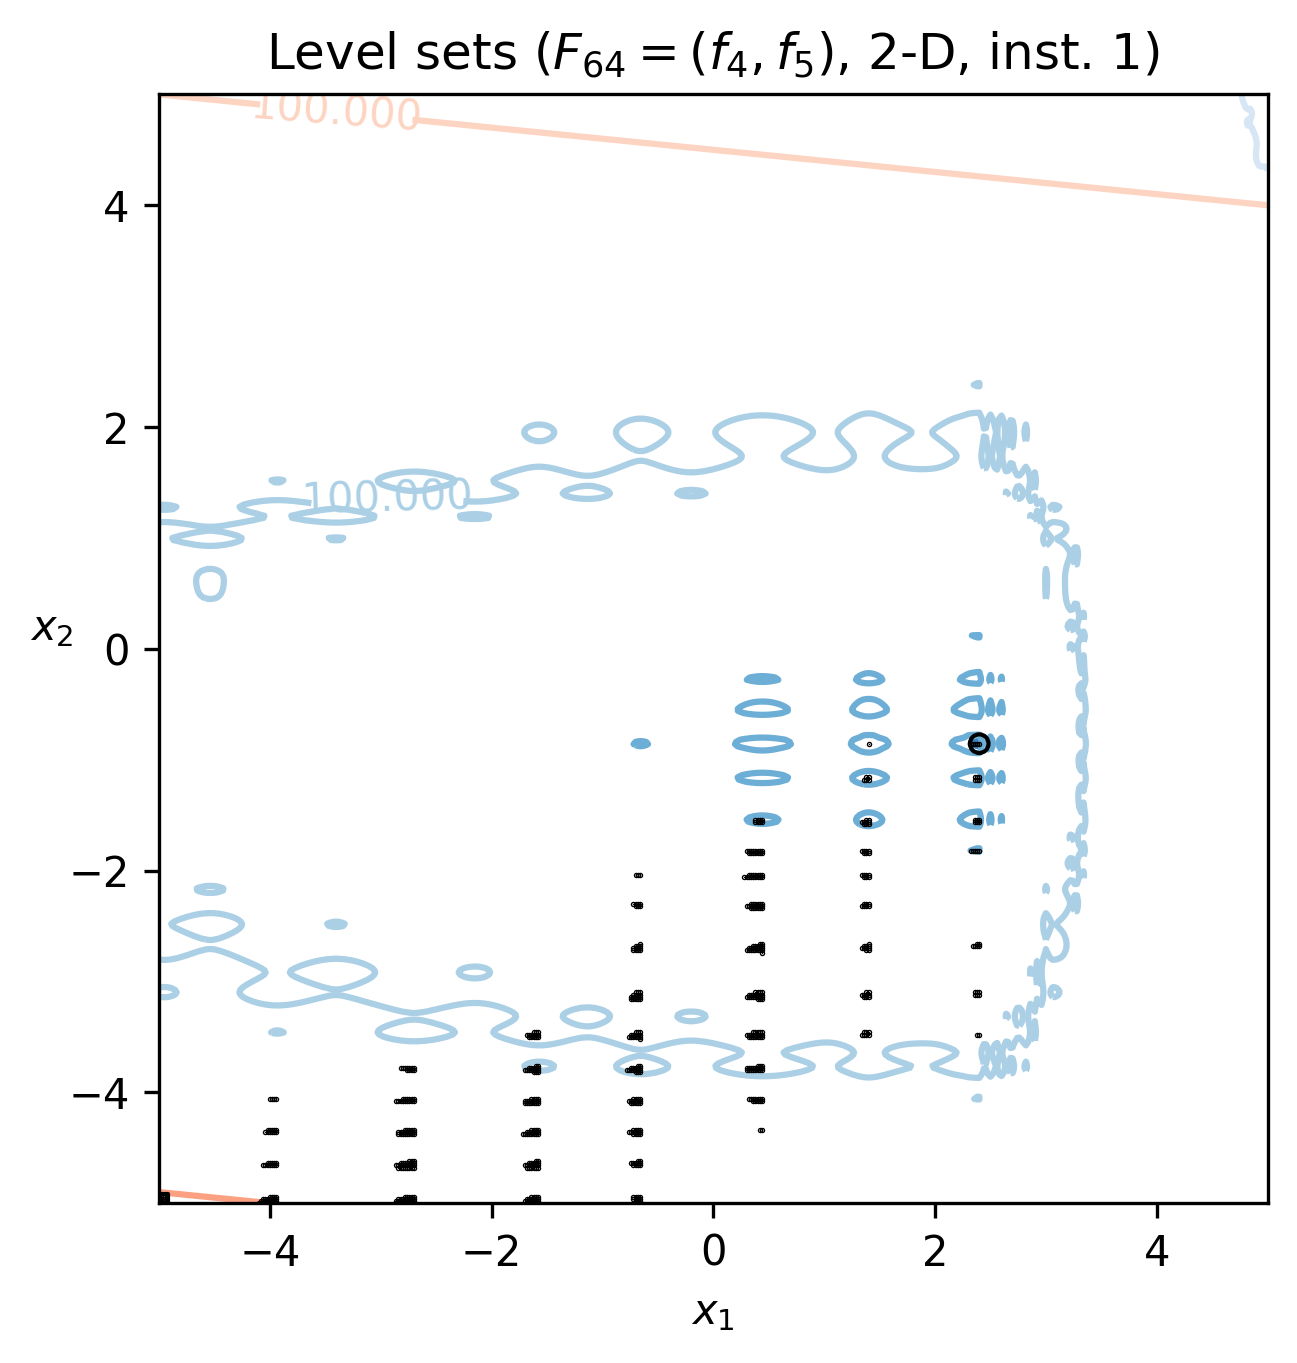 Level sets (F₆₄ = (f₄, f₅), 2-D, inst. 1)
100.000
4
2
100.000
x₂
0
−2
−4
−4 −2 0 2 4
x₁